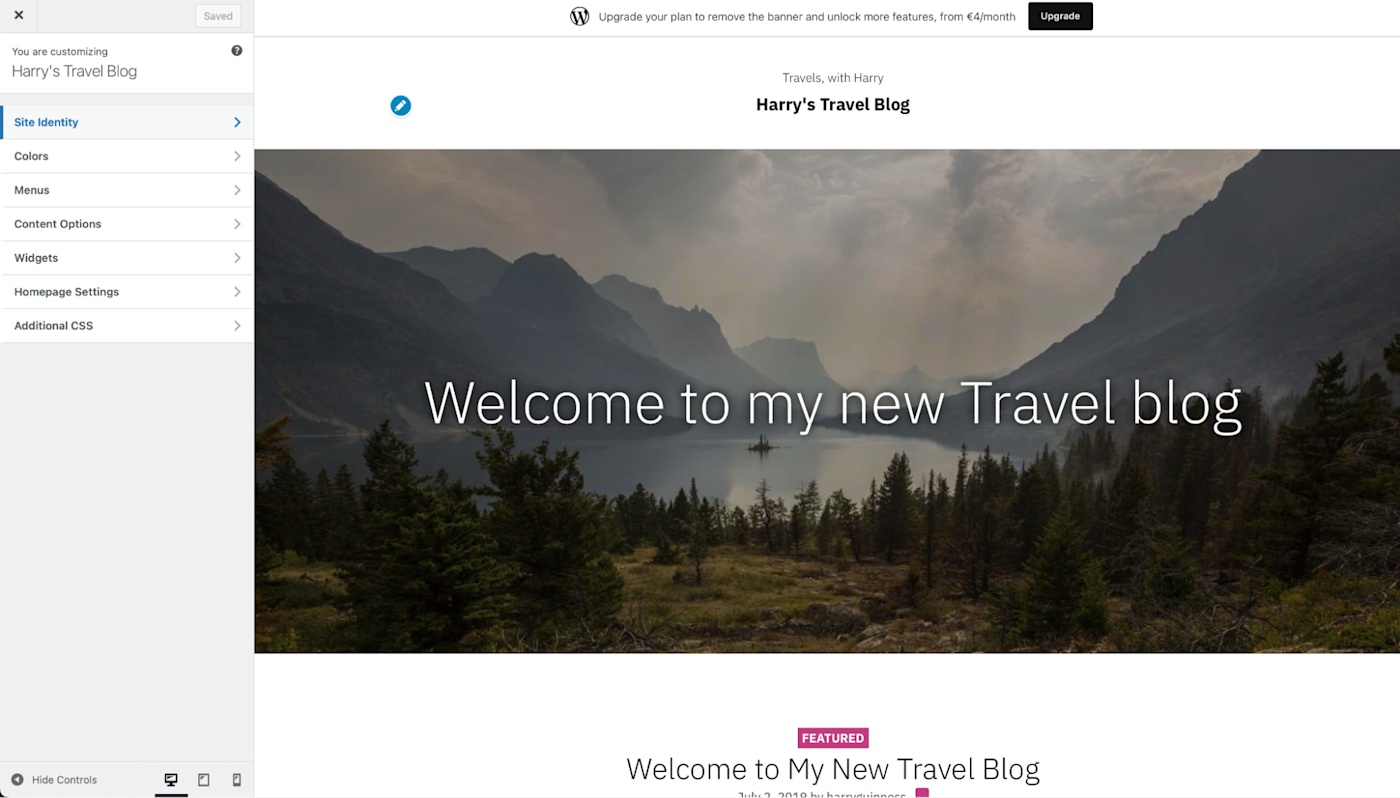 Saved
You are customizing
Harry's Travel Blog
Site Identity
Colors
Menus
Content Options
Widgets
Homepage Settings
Additional CSS
Hide Controls
Upgrade your plan to remove the banner and unlock more features, from €4/month
Upgrade
Travels, with Harry
Harry's Travel Blog
Welcome to my new Travel blog
FEATURED
Welcome to My New Travel Blog
July 2, 2019 by harryguinness